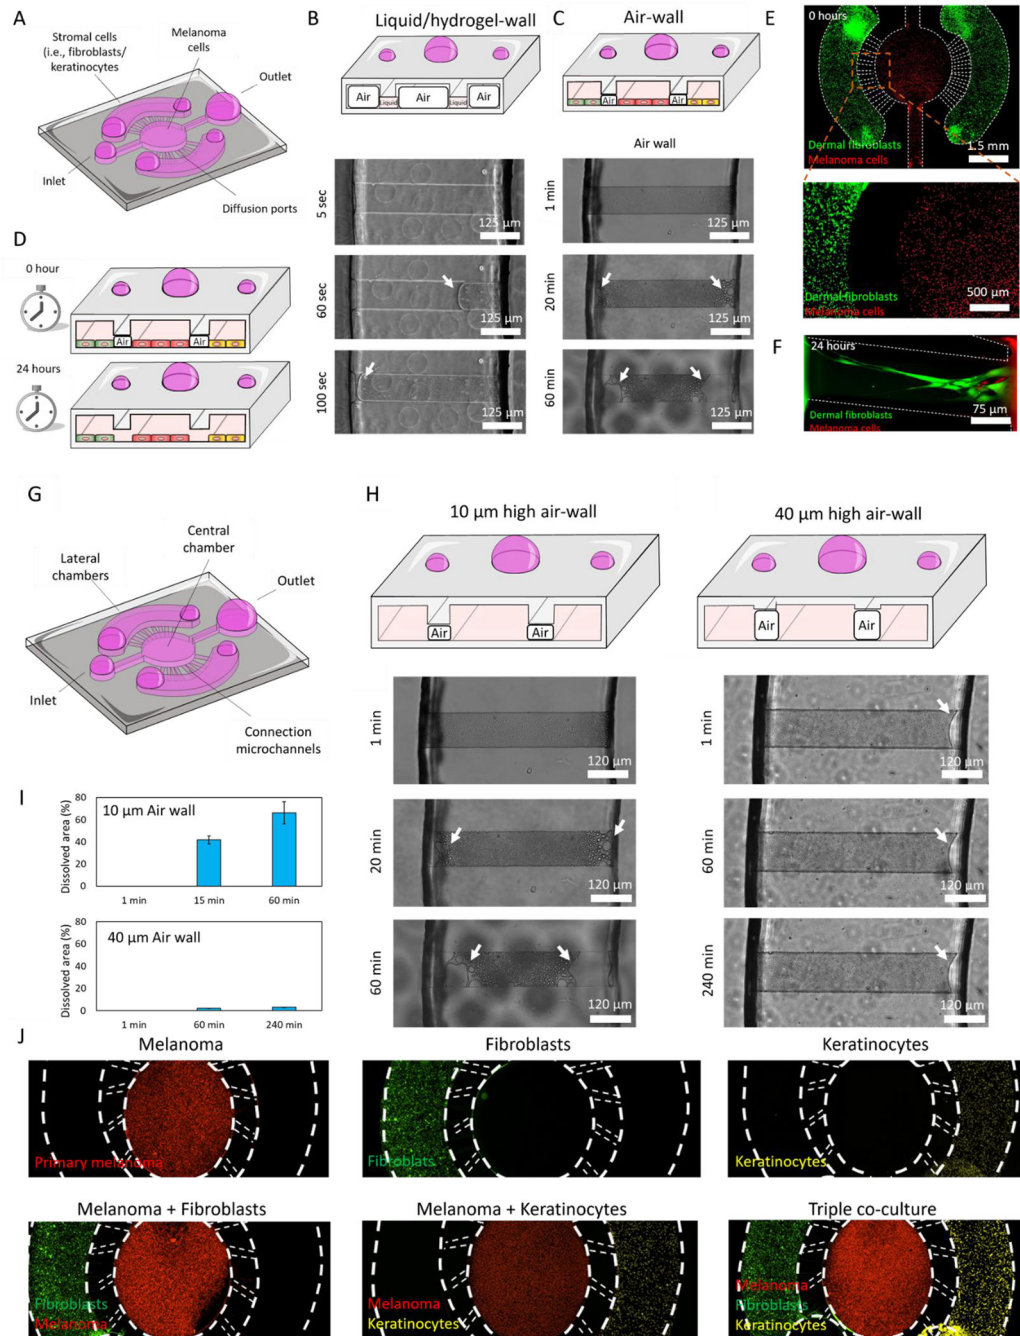 A
Stromal cells
(i.e., fibroblasts/
keratinocytes
Melanoma
cells
Outlet
Inlet
Diffusion ports
B
Liquid/hydrogel-wall
Air
Liquid
Air
Liquid
Air
5 sec
125 µm
60 sec
125 µm
100 sec
125 µm
C
Air-wall
Air
Air
Air wall
1 min
125 µm
20 min
125 µm
60 min
125 µm
D
0 hour
Air
Air
24 hours
E
0 hours
Dermal fibroblasts
Melanoma cells
1.5 mm
Dermal fibroblasts
Melanoma cells
500 µm
F
24 hours
Dermal fibroblasts
Melanoma cells
75 µm
G
Lateral
chambers
Central
chamber
Outlet
Inlet
Connection
microchannels
H
10 µm high air-wall
Air
Air
1 min
120 µm
20 min
120 µm
60 min
120 µm
40 µm high air-wall
Air
Air
1 min
120 µm
60 min
120 µm
240 min
120 µm
I
Dissolved area (%)
80
60
40
20
0
10 µm Air wall
1 min
15 min
60 min
Dissolved area (%)
80
60
40
20
0
40 µm Air wall
1 min
60 min
240 min
J
Melanoma
Primary melanoma
Fibroblasts
Fibroblats
Keratinocytes
Keratinocytes
Melanoma + Fibroblasts
Fibroblasts
Melanoma
Melanoma + Keratinocytes
Melanoma
Keratinocytes
Triple co-culture
Melanoma
Fibroblasts
Keratinocytes